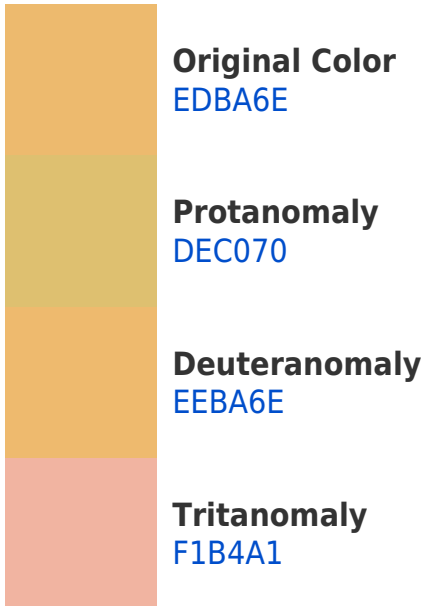 Original Color
EDBA6E
Protanomaly
DEC070
Deuteranomaly
EEBA6E
Tritanomaly
F1B4A1